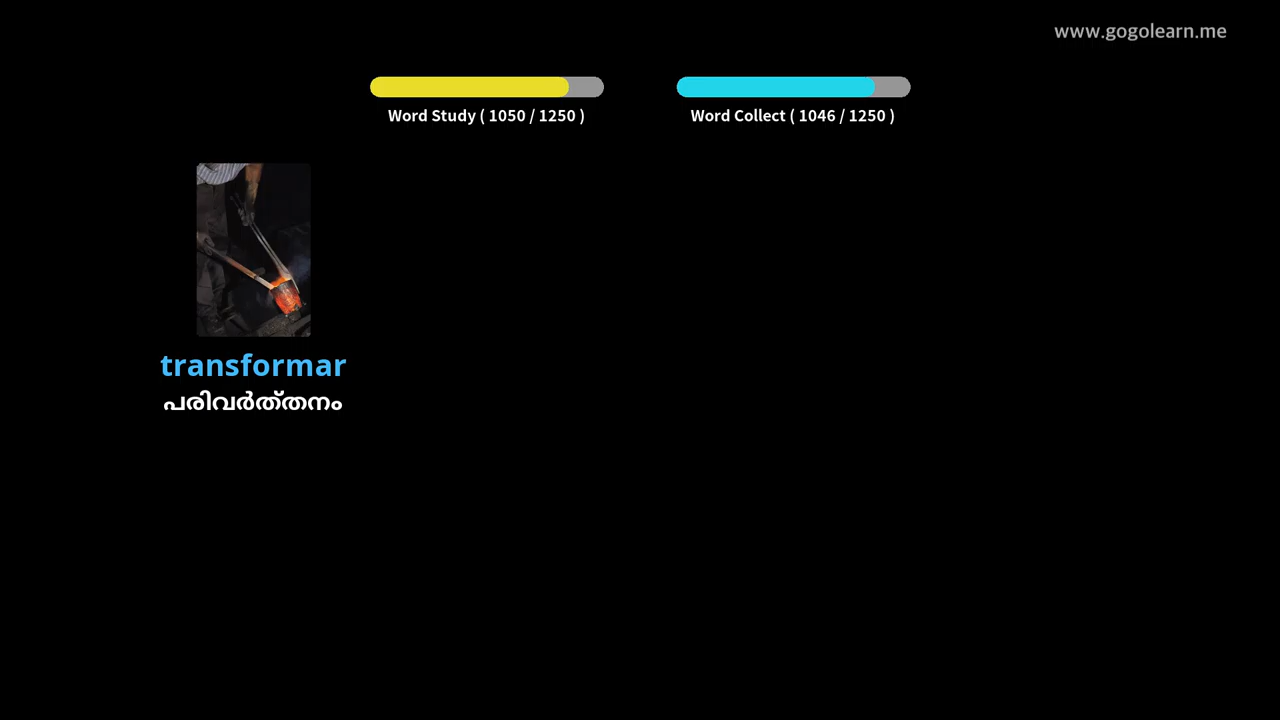 www.gogolearn.me
Word Study ( 1050 / 1250 )
Word Collect ( 1046 / 1250 )
transformar
പരിവർത്തനം